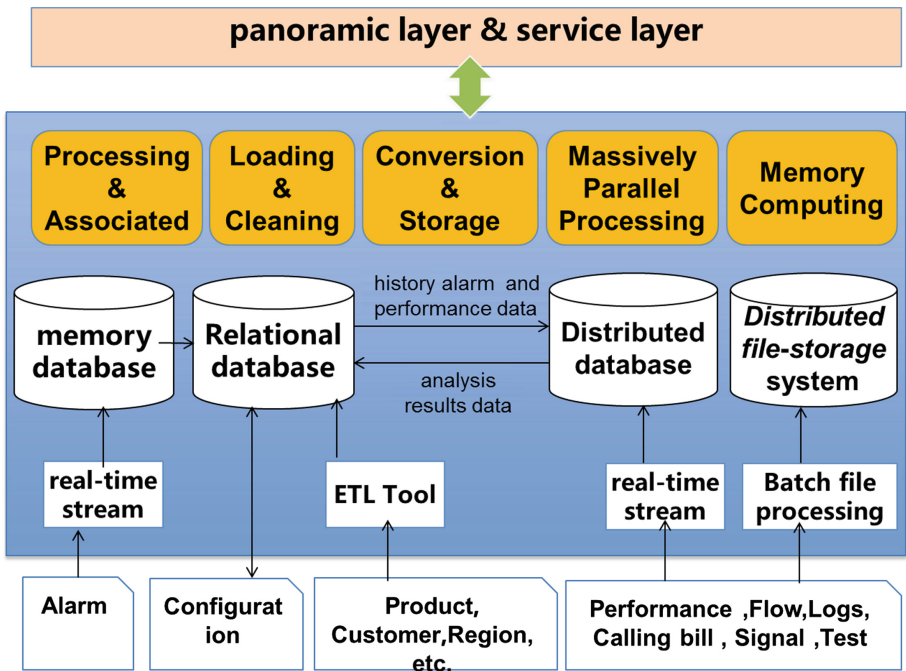 panoramic layer & service layer
Processing
&
Associated
Loading
&
Cleaning
Conversion
&
Storage
Massively
Parallel
Processing
Memory
Computing
memory
database
Relational
database
history alarm and
performance data
analysis
results data
Distributed
database
Distributed
file-storage
system
real-time
stream
ETL Tool
real-time
stream
Batch file
processing
Alarm
Configurat
ion
Product,
Customer,Region,
etc.
Performance ,Flow,Logs,
Calling bill , Signal ,Test